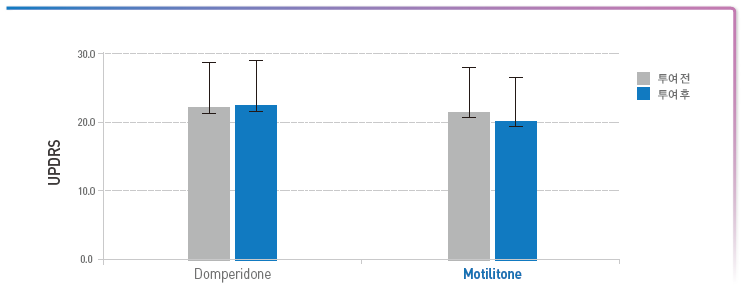 30.0
20.0
10.0
0.0
UPDRS
Domperidone
Motilitone
투여 전
투여 후